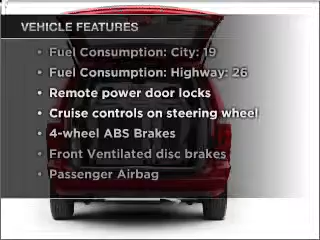 VEHICLE FEATURES
• Fuel Consumption: City: 19
• Fuel Consumption: Highway: 26
• Remote power door locks
• Cruise controls on steering wheel
• 4-wheel ABS Brakes
• Front Ventilated disc brakes
• Passenger Airbag